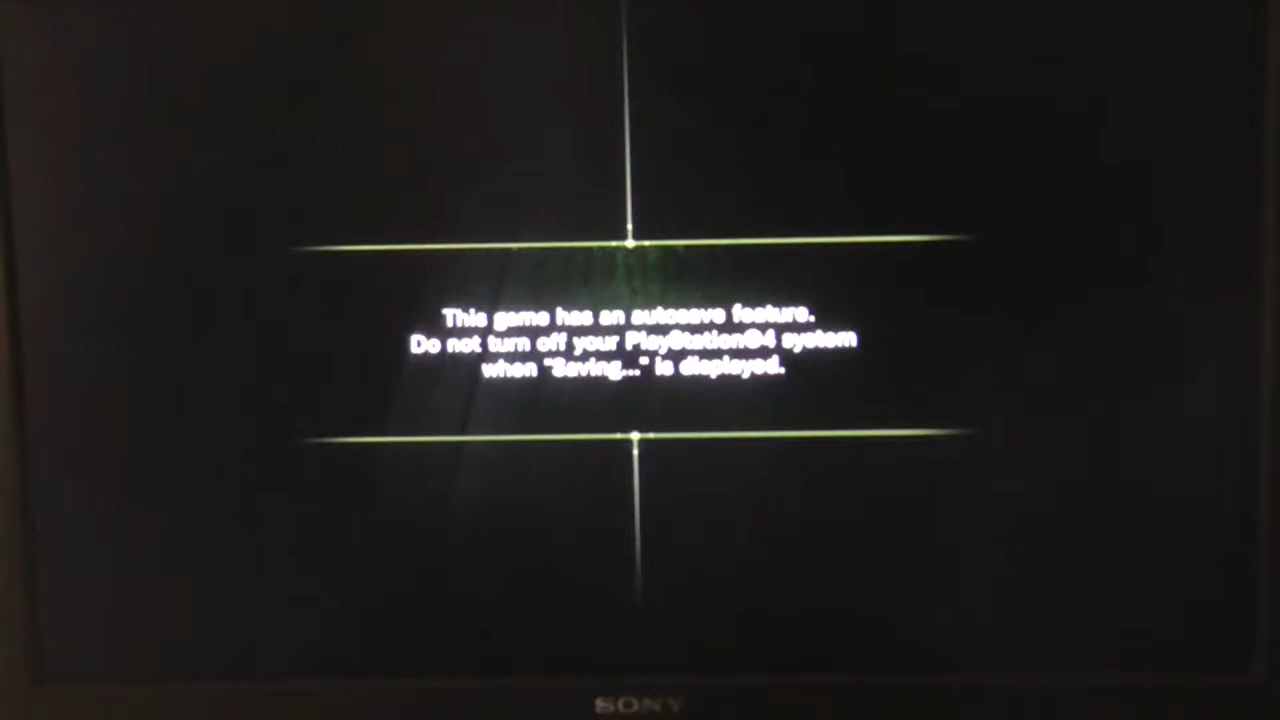 This game has an autosave feature.
Do not turn off your PlayStation®4 system
when "Saving..." is displayed.
SONY